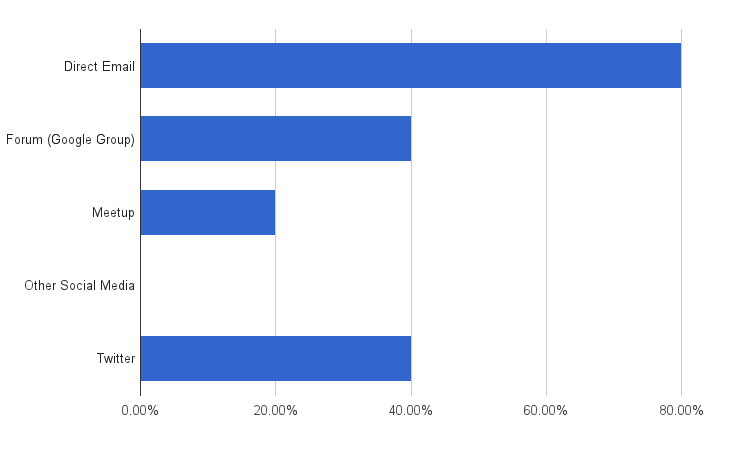 Direct Email
Forum (Google Group)
Meetup
Other Social Media
Twitter
0.00% 20.00% 40.00% 60.00% 80.00%